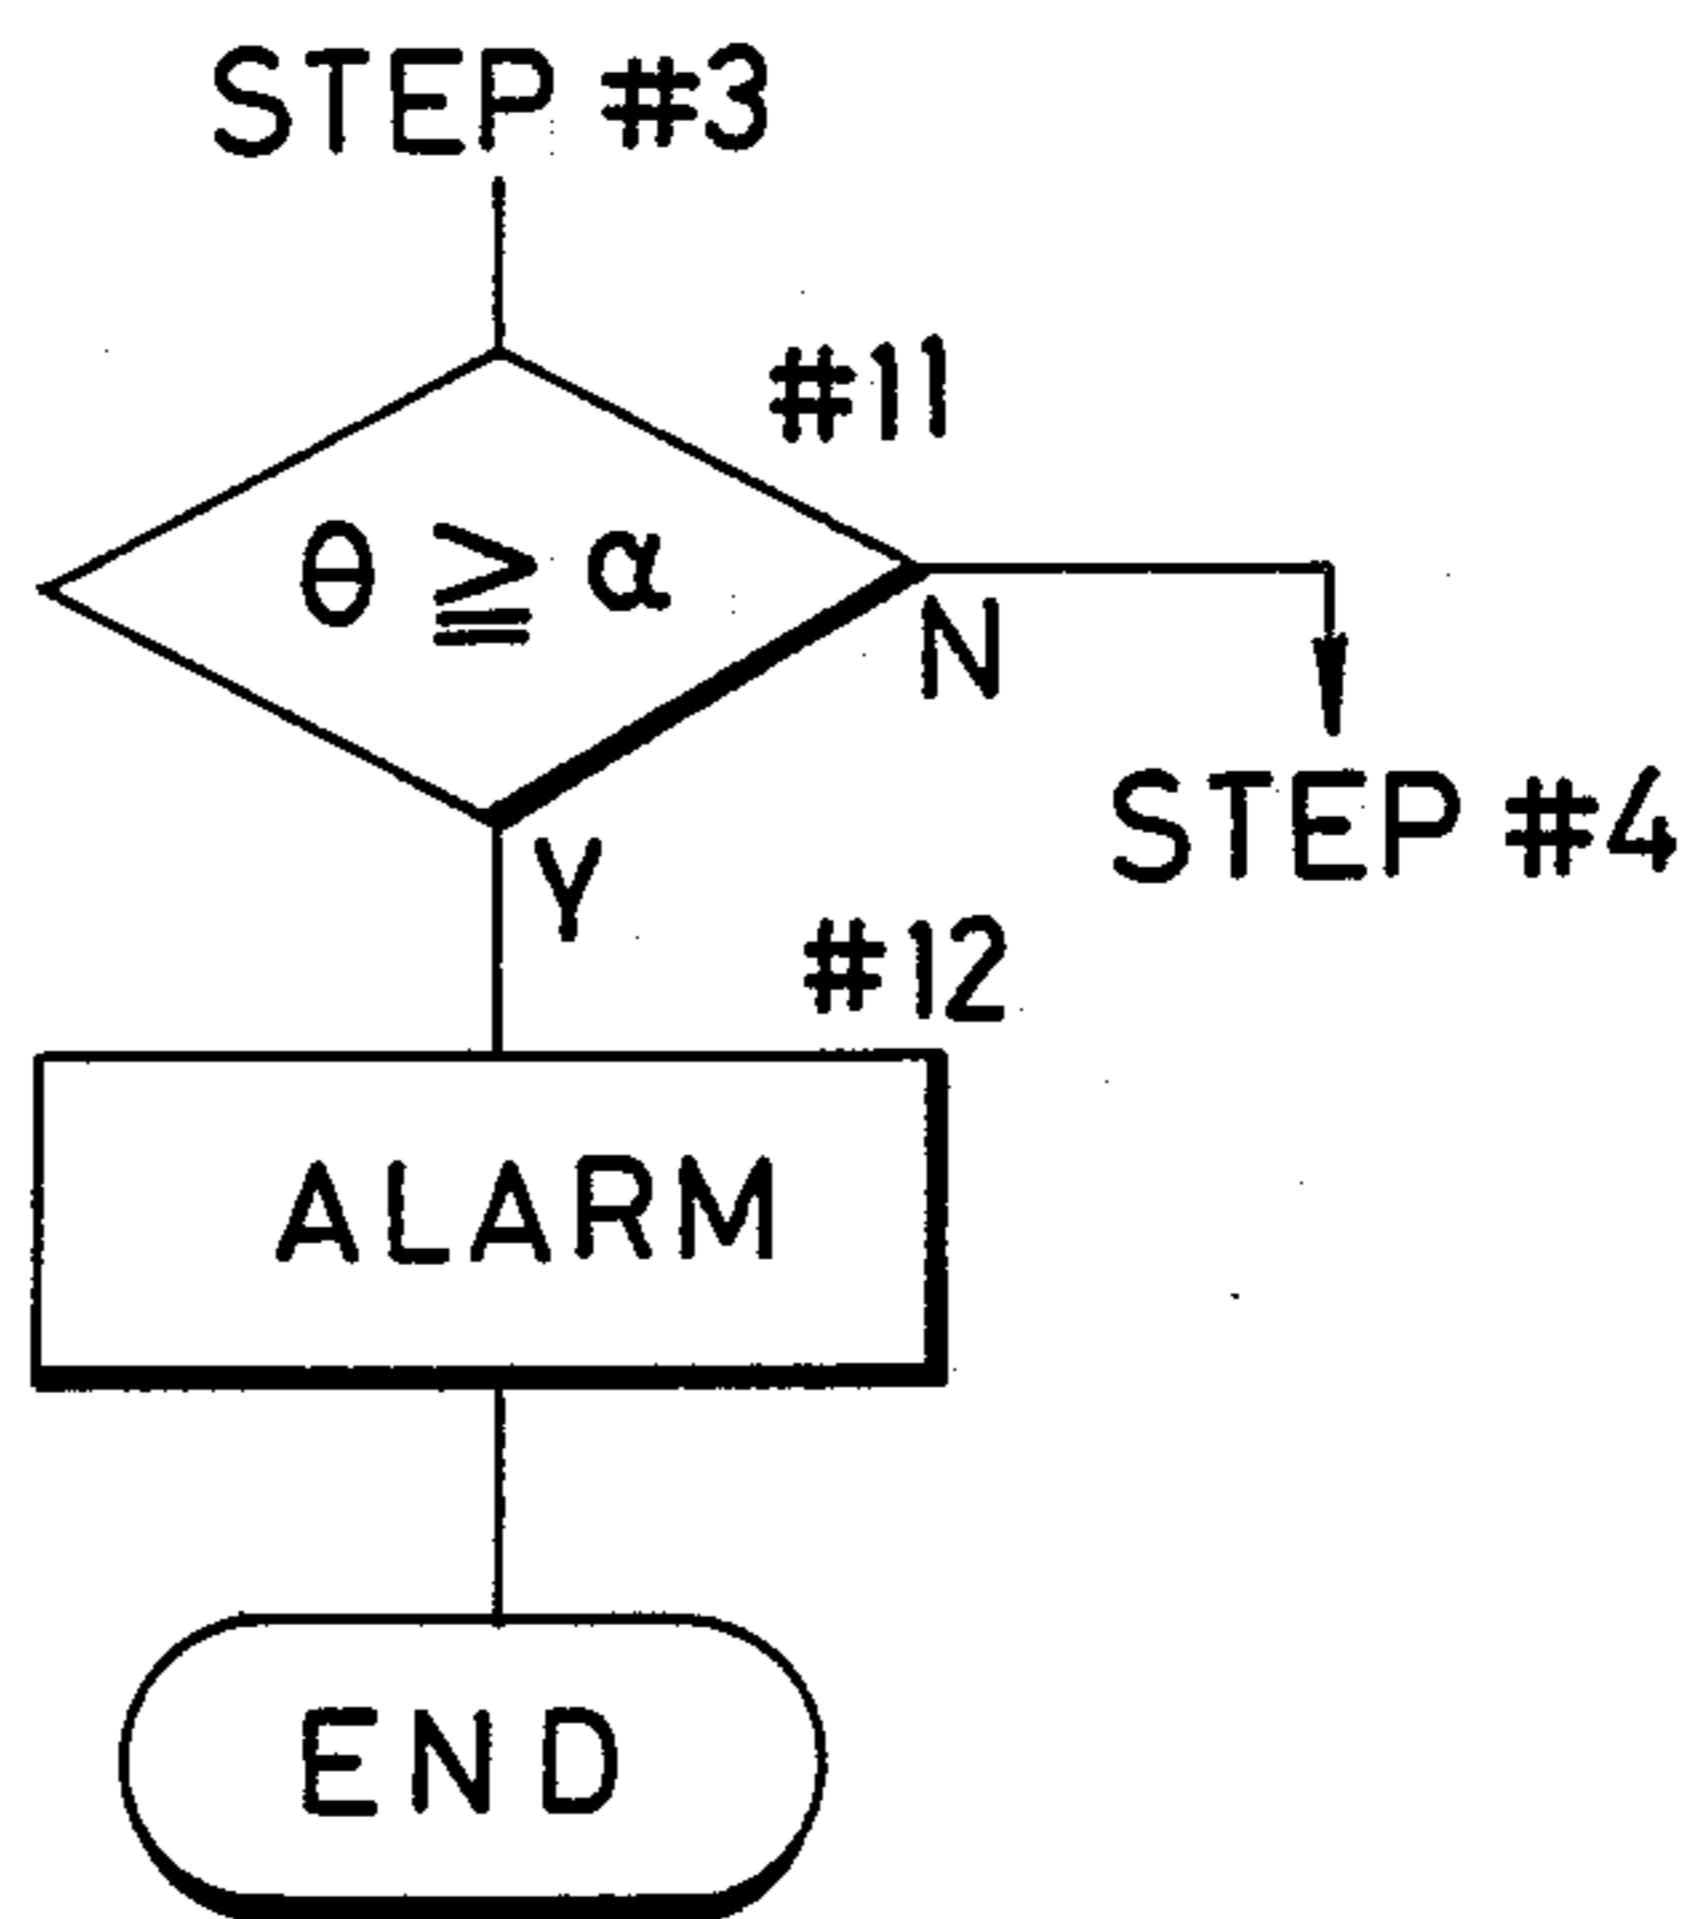 STEP #3
#11
θ ≧ α
N
STEP #4
Y
#12
ALARM
END